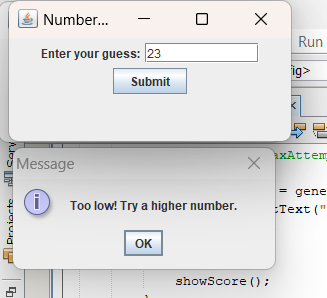 Number...
Enter your guess: 23
Submit
Run
fig>
Message
Too low! Try a higher number.
OK
Projects
Serv
axAttemp
= gene
tText("
showScore();